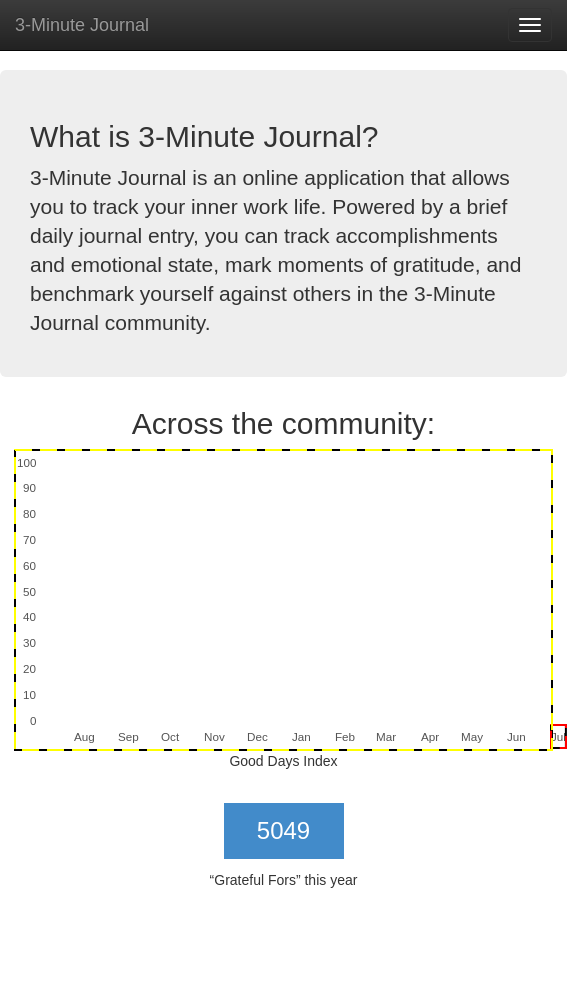 3-Minute Journal
What is 3-Minute Journal?
3-Minute Journal is an online application that allows
you to track your inner work life. Powered by a brief
daily journal entry, you can track accomplishments
and emotional state, mark moments of gratitude, and
benchmark yourself against others in the 3-Minute
Journal community.
Across the community:
100
90
80
70
60
50
40
30
20
10
0
Aug Sep Oct Nov Dec Jan Feb Mar Apr May Jun
Good Days Index
5049
“Grateful Fors” this year